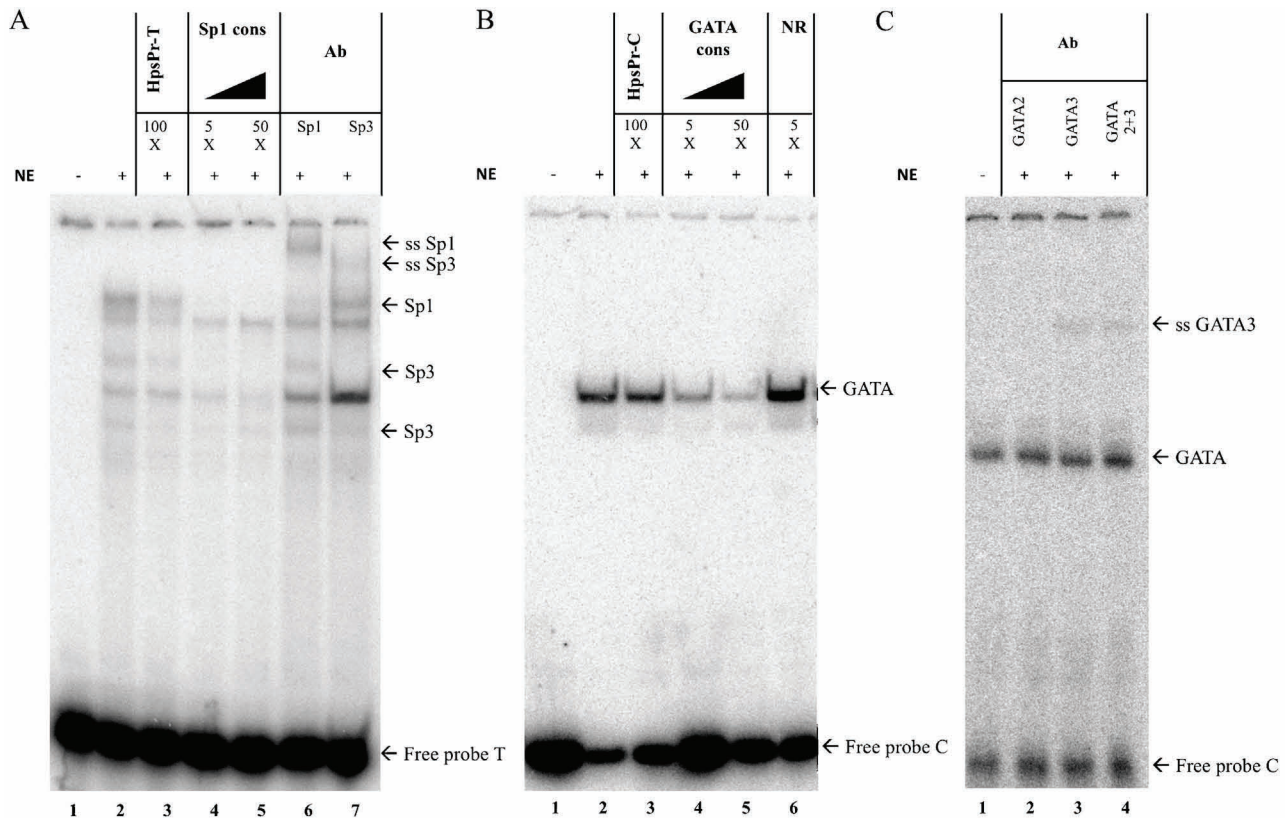 A
HpsPr-T
Sp1 cons
Ab
100 X
5 X
50 X
Sp1
Sp3
NE
- + + + + + +
← ss Sp1
← ss Sp3
← Sp1
← Sp3
← Sp3
← Free probe T
1 2 3 4 5 6 7
B
HpsPr-C
GATA cons
NR
100 X
5 X
50 X
5 X
NE
- + + + + +
← GATA
← Free probe C
1 2 3 4 5 6
C
Ab
GATA2
GATA3
GATA 2+3
NE
- + + +
← ss GATA3
← GATA
← Free probe C
1 2 3 4